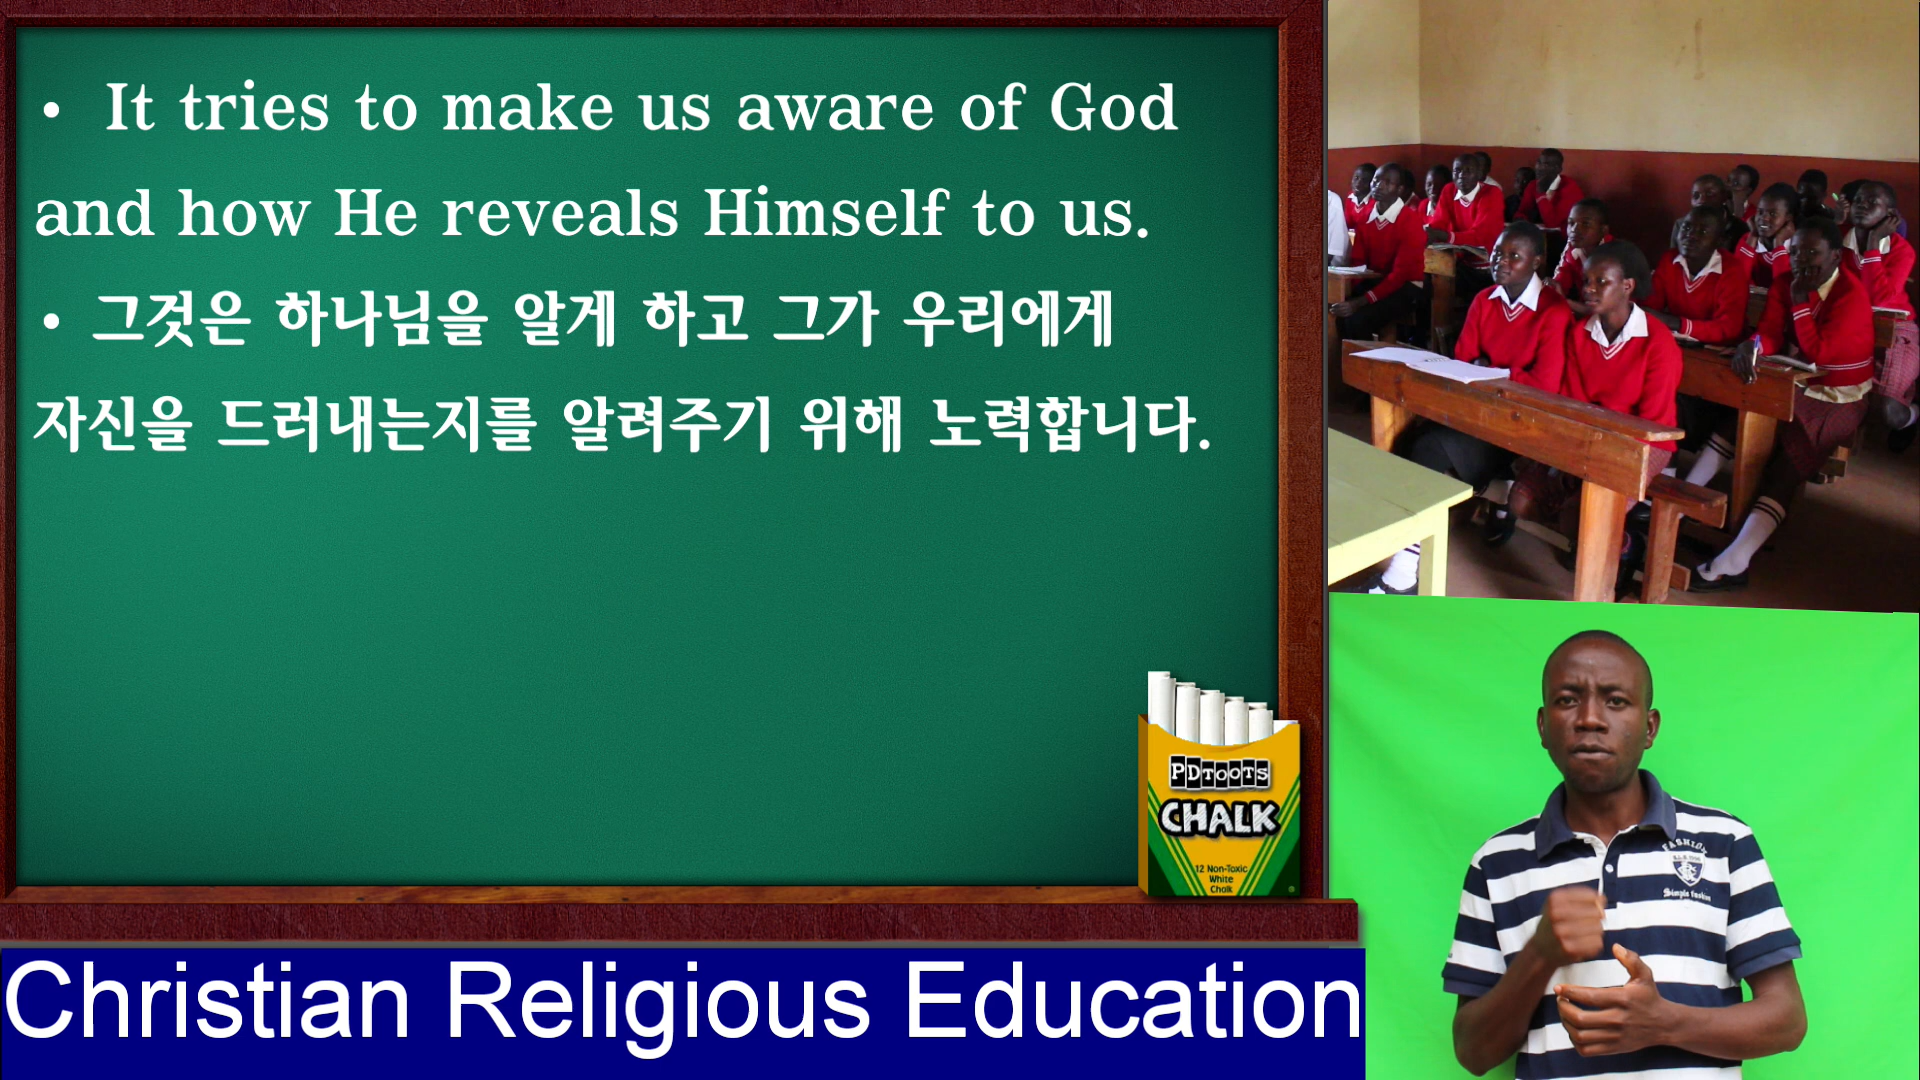 • It tries to make us aware of God
and how He reveals Himself to us.
• 그것은 하나님을 알게 하고 그가 우리에게
자신을 드러내는지를 알려주기 위해 노력합니다.
PDTOOTS
CHALK
12 Non-Toxic
White
Chalk
FASHION
Simple fashion
Christian Religious Education